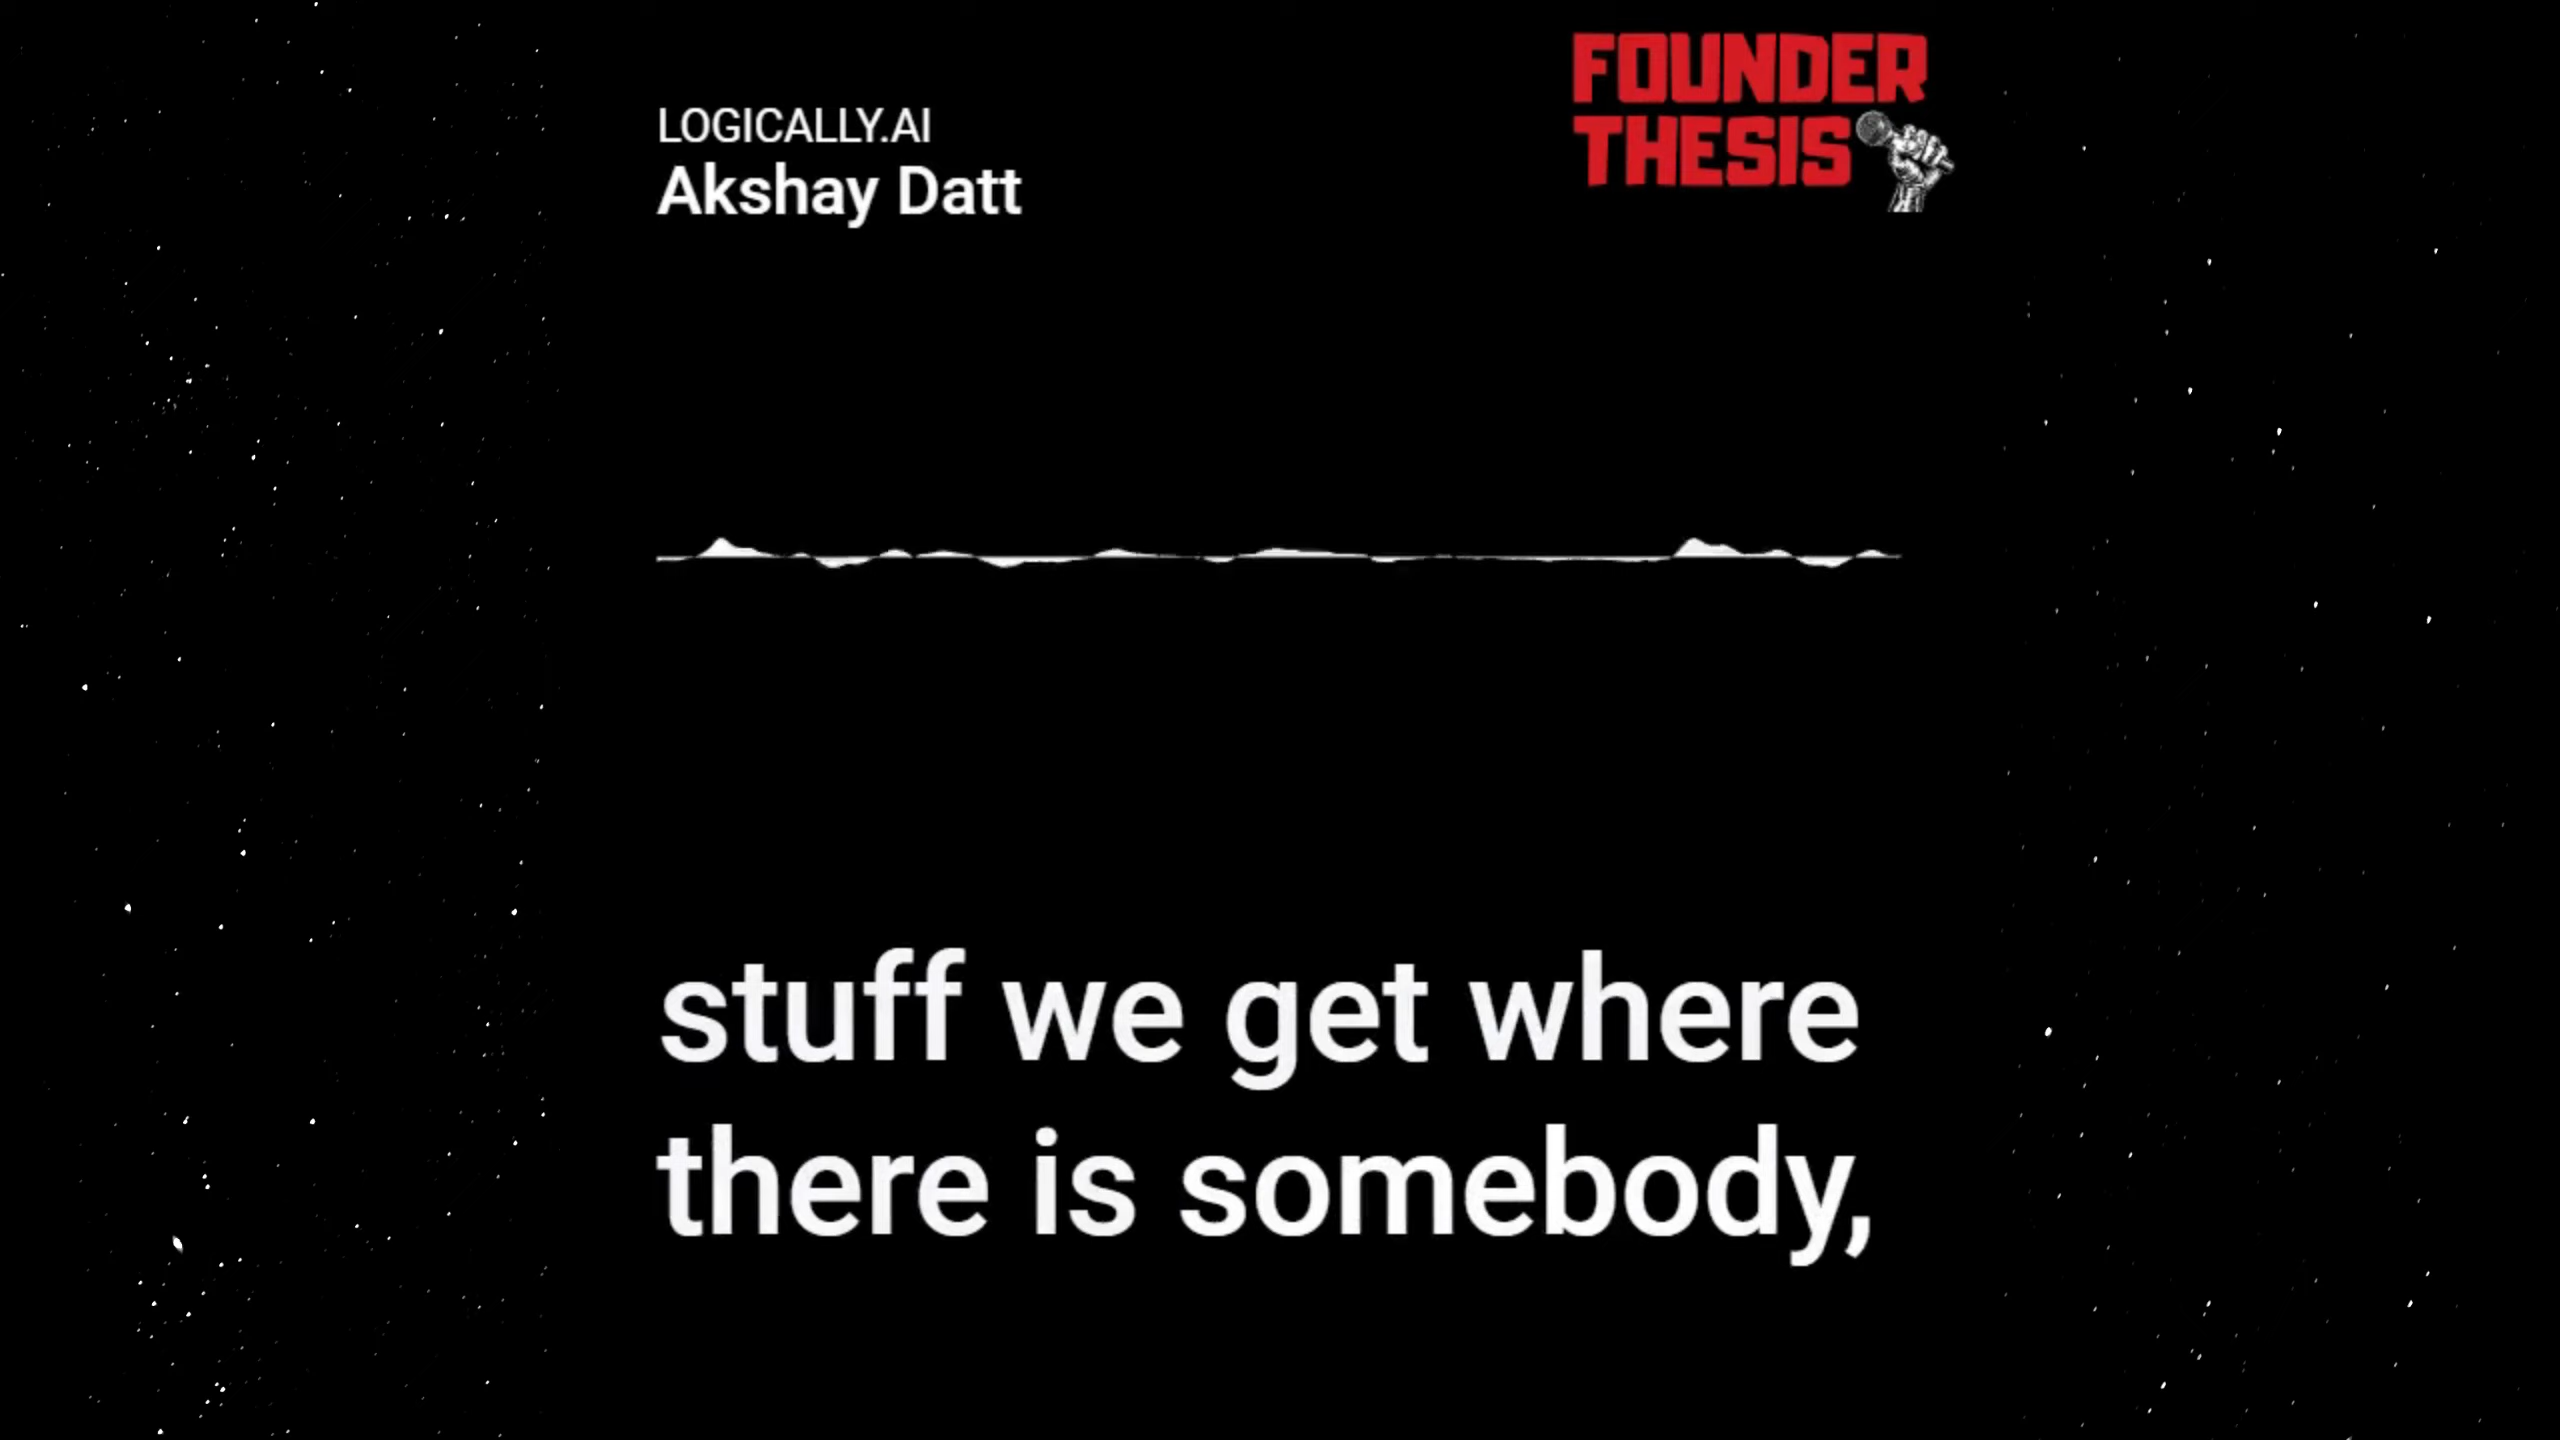 LOGICALLY.AI
Akshay Datt
FOUNDER
THESIS
stuff we get where
there is somebody,